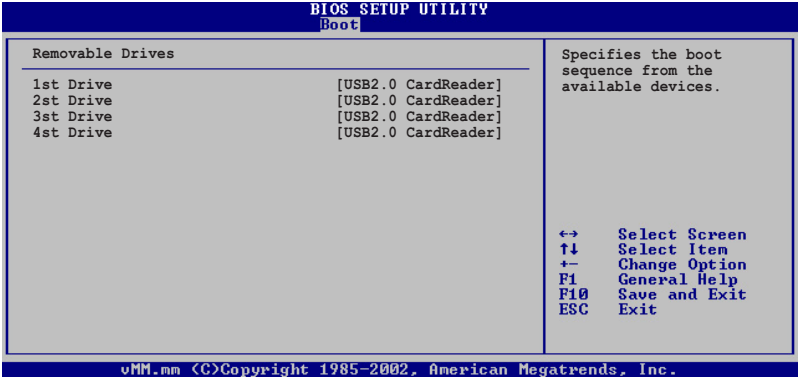 BIOS SETUP UTILITY
Boot
Removable Drives
1st Drive [USB2.0 CardReader]
2st Drive [USB2.0 CardReader]
3st Drive [USB2.0 CardReader]
4st Drive [USB2.0 CardReader]
Specifies the boot
sequence from the
available devices.
←→ Select Screen
↑↓ Select Item
+- Change Option
F1 General Help
F10 Save and Exit
ESC Exit
vMM.mm (C)Copyright 1985-2002, American Megatrends, Inc.